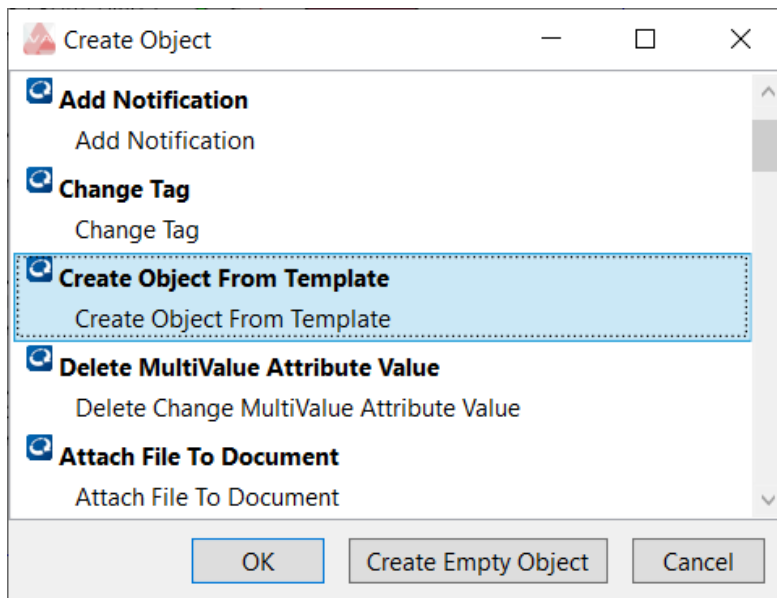 Create Object
Add Notification
Add Notification
Change Tag
Change Tag
Create Object From Template
Create Object From Template
Delete MultiValue Attribute Value
Delete Change MultiValue Attribute Value
Attach File To Document
Attach File To Document
OK Create Empty Object Cancel